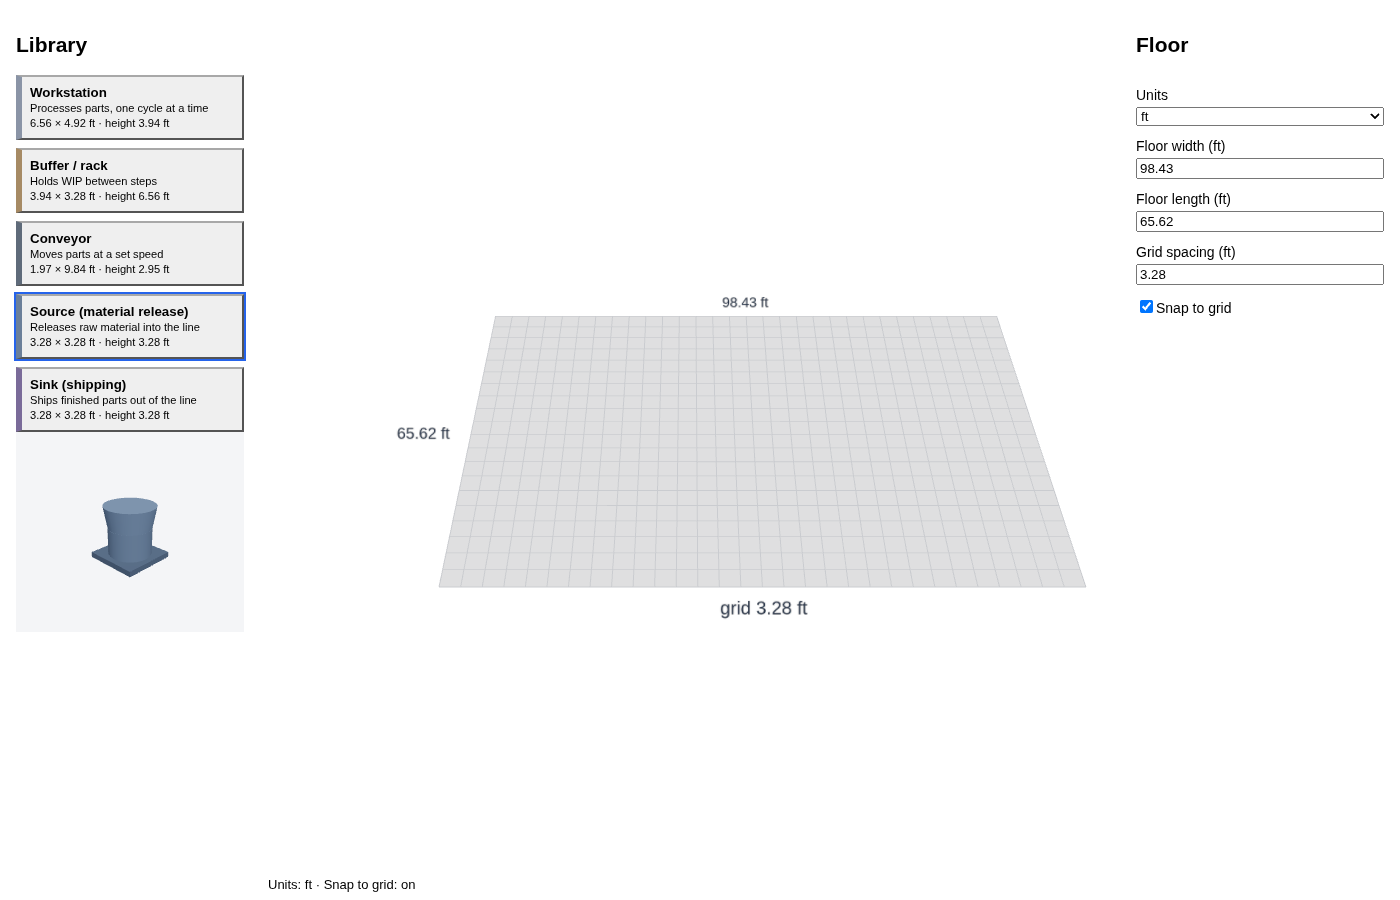 Library
Workstation
Processes parts, one cycle at a time
6.56 × 4.92 ft · height 3.94 ft
Buffer / rack
Holds WIP between steps
3.94 × 3.28 ft · height 6.56 ft
Conveyor
Moves parts at a set speed
1.97 × 9.84 ft · height 2.95 ft
Source (material release)
Releases raw material into the line
3.28 × 3.28 ft · height 3.28 ft
Sink (shipping)
Ships finished parts out of the line
3.28 × 3.28 ft · height 3.28 ft
98.43 ft
65.62 ft
grid 3.28 ft
Units: ft · Snap to grid: on
Floor
Units
ft
Floor width (ft)
98.43
Floor length (ft)
65.62
Grid spacing (ft)
3.28
Snap to grid